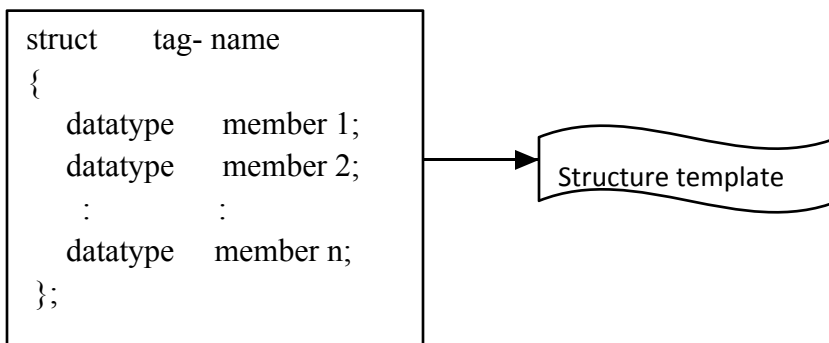 struct tag- name
{
datatype member 1;
datatype member 2;
: :
datatype member n;
};
Structure template